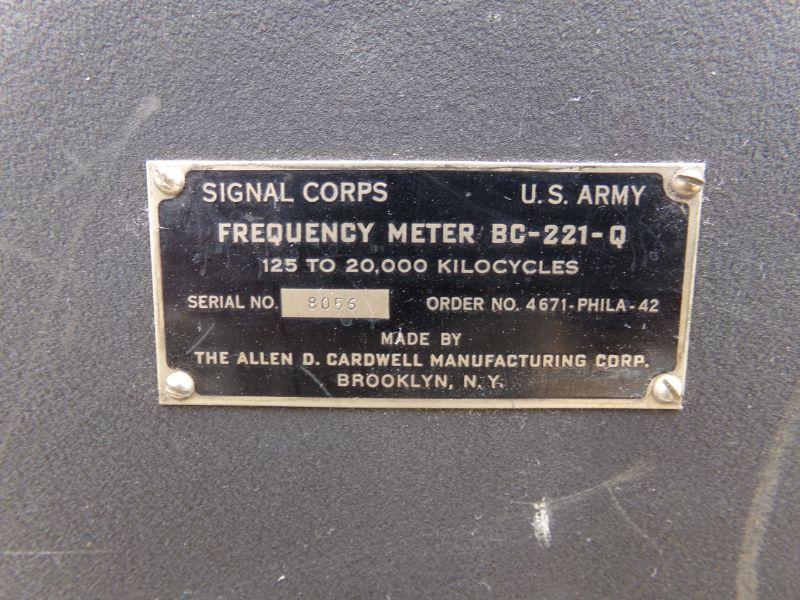 SIGNAL CORPS U.S. ARMY
FREQUENCY METER BC-221-Q
125 TO 20,000 KILOCYCLES
SERIAL NO. 8056 ORDER NO. 4671-PHILA-42
MADE BY
THE ALLEN D. CARDWELL MANUFACTURING CORP.
BROOKLYN, N.Y.